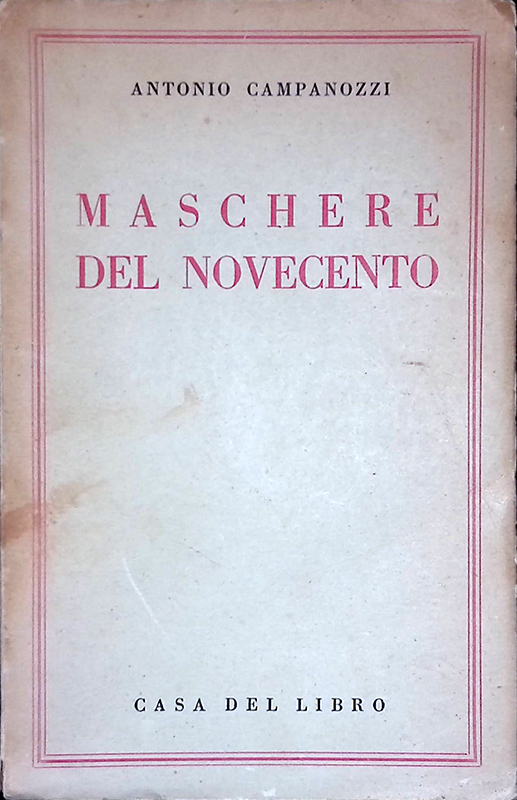 ANTONIO CAMPANOZZI
MASCHERE
DEL NOVECENTO
CASA DEL LIBRO